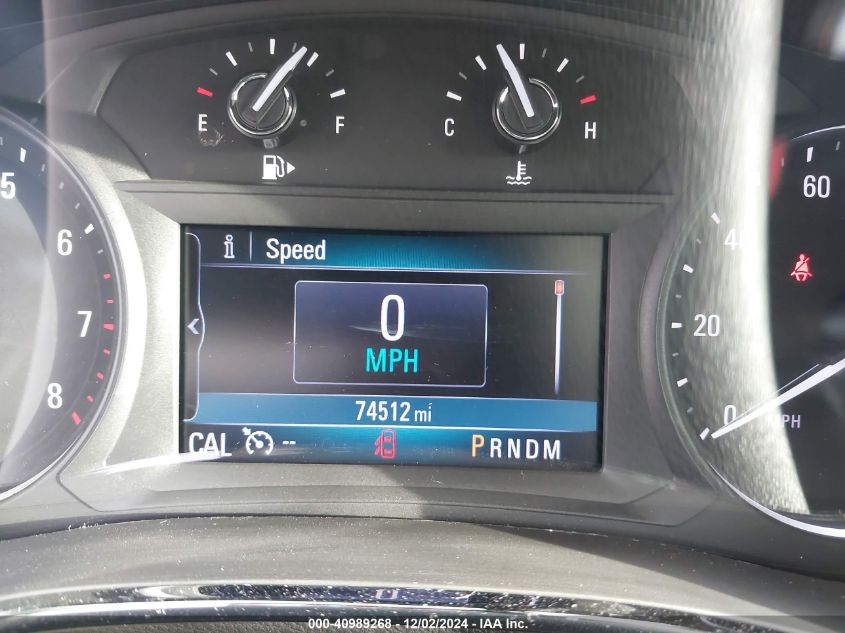 E F C H
5 60
6 40
i Speed
0
7 20
MPH
8 0 MPH
74512 mi
CAL -- PRNDM
000-40989268 - 12/02/2024 - IAA Inc.